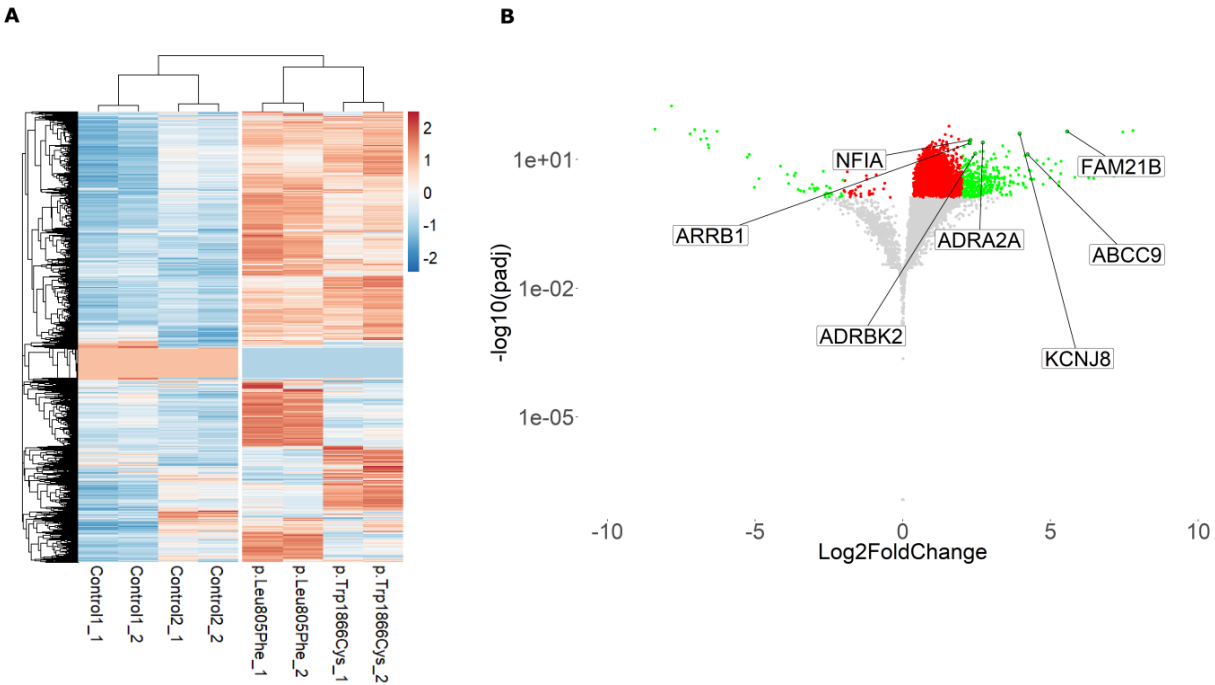 A
B
2
1
0
-1
-2
Control1_1
Control1_2
Control2_1
Control2_2
p.Leu805Phe_1
p.Leu805Phe_2
p.Trp1866Cys_1
p.Trp1866Cys_2
-log10(padj)
1e+01
1e-02
1e-05
NFIA
FAM21B
ARRB1
ADRA2A
ABCC9
ADRBK2
KCNJ8
-10
-5
0
5
10
Log2FoldChange